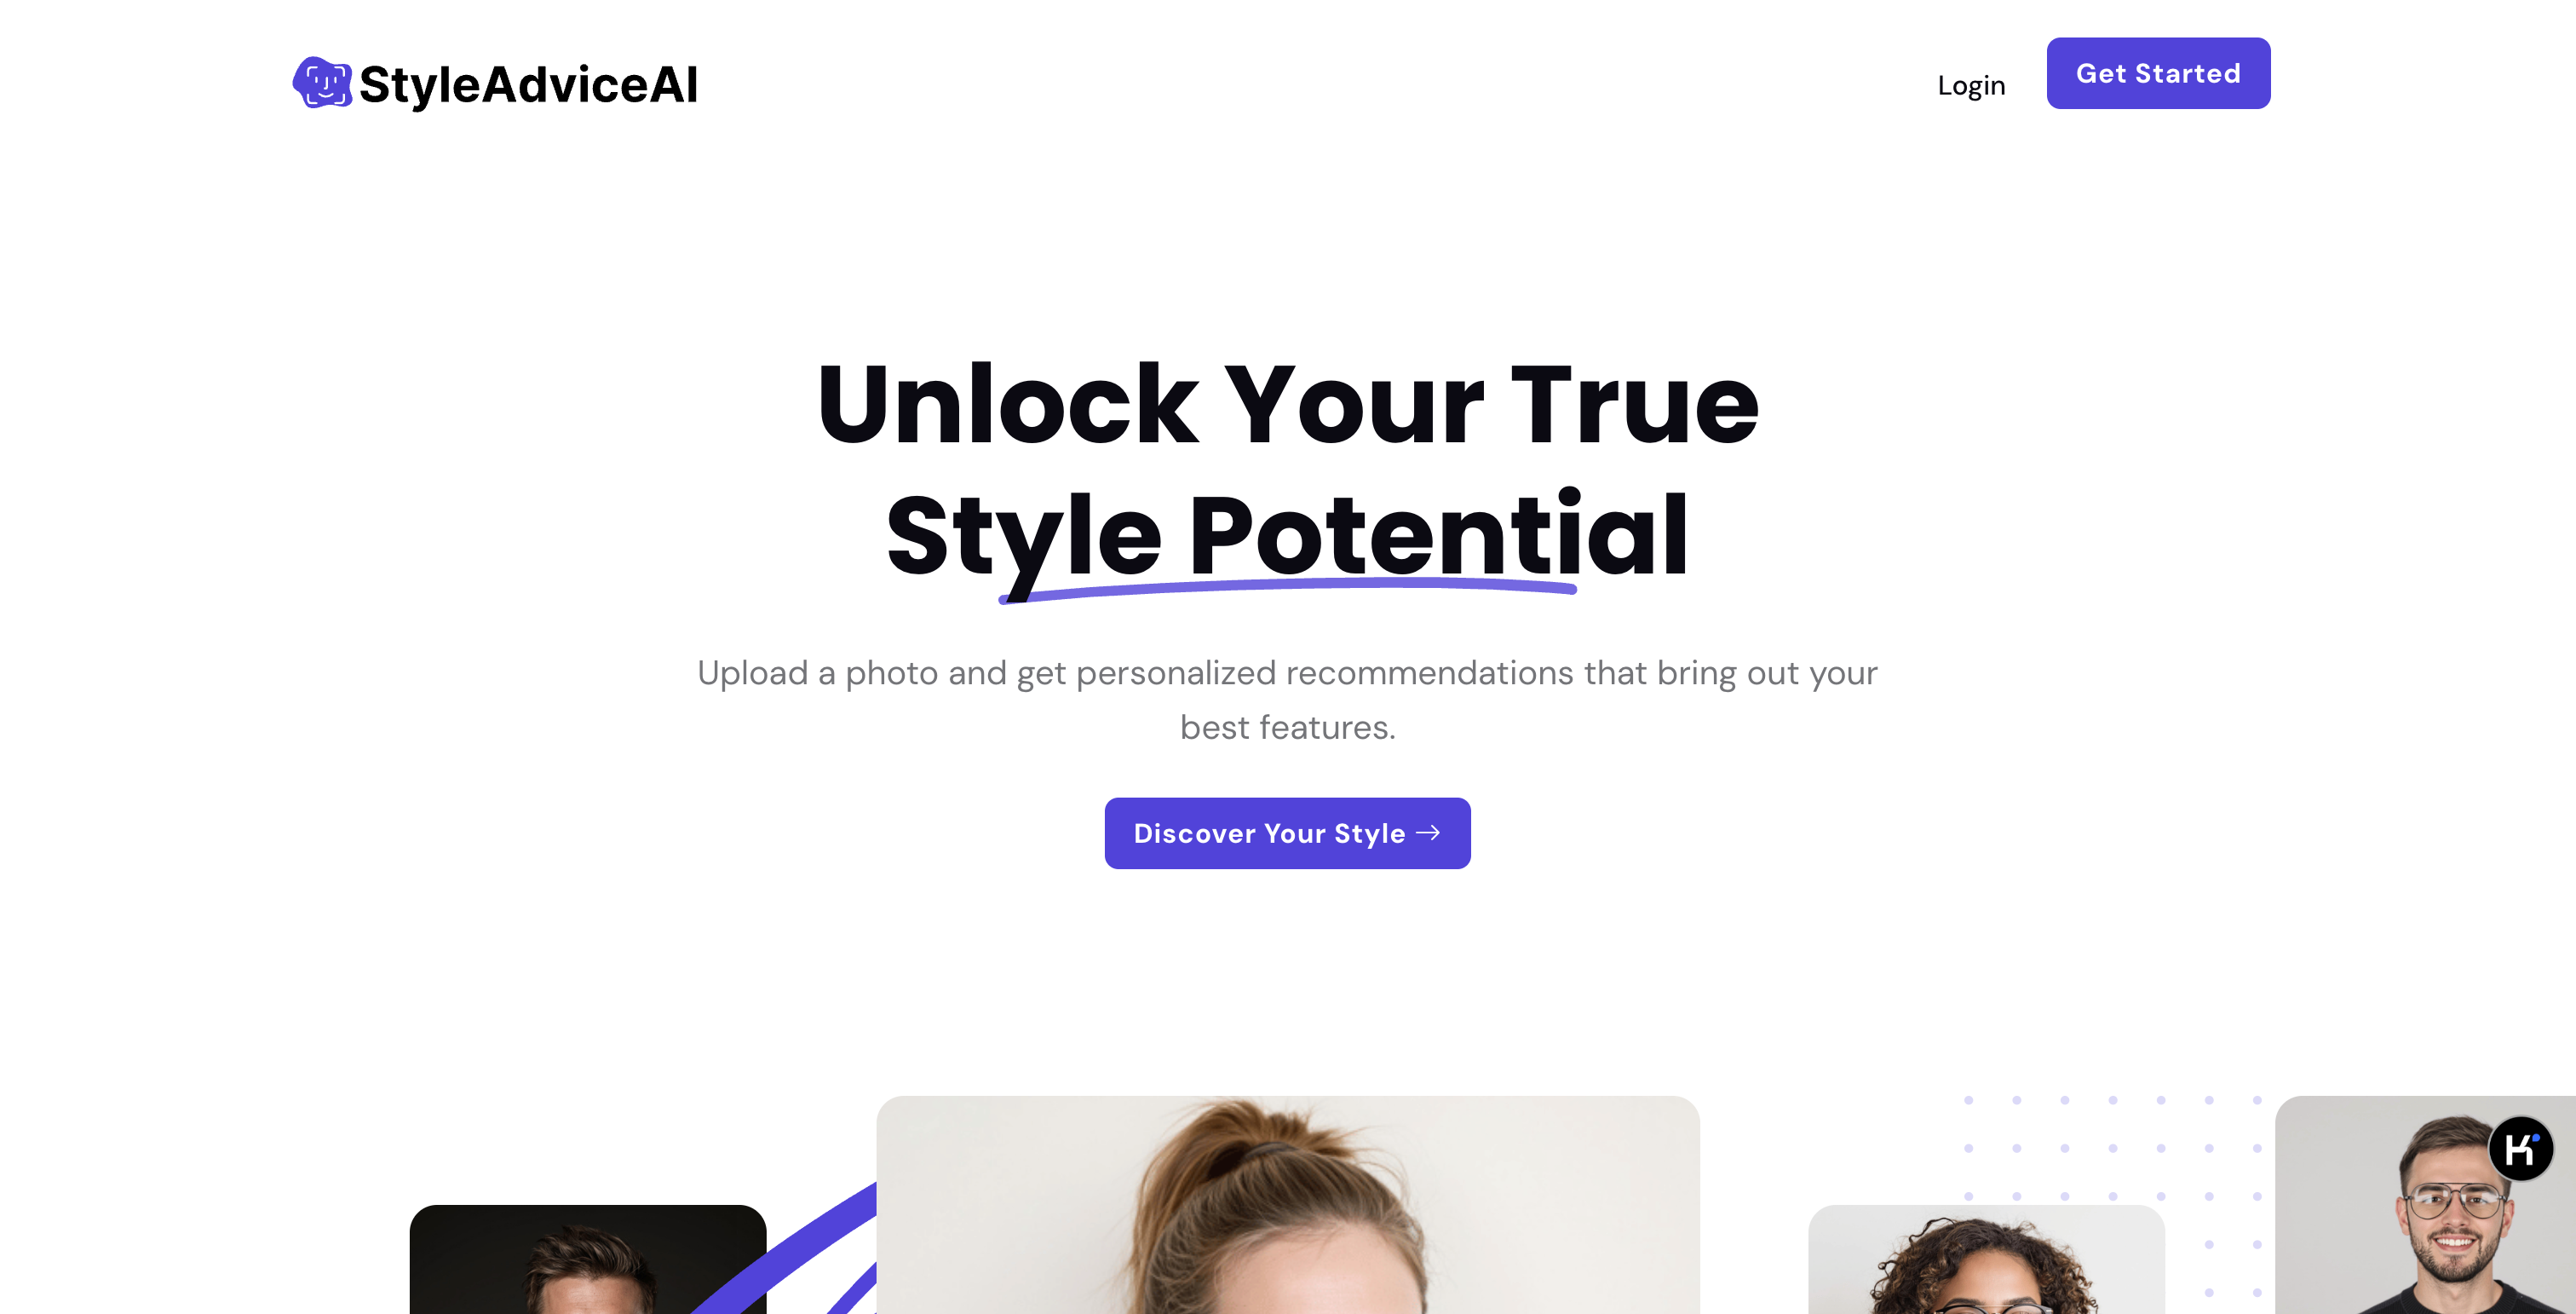 StyleAdviceAI
Login
Get Started
Unlock Your True
Style Potential
Upload a photo and get personalized recommendations that bring out your
best features.
Discover Your Style →
K